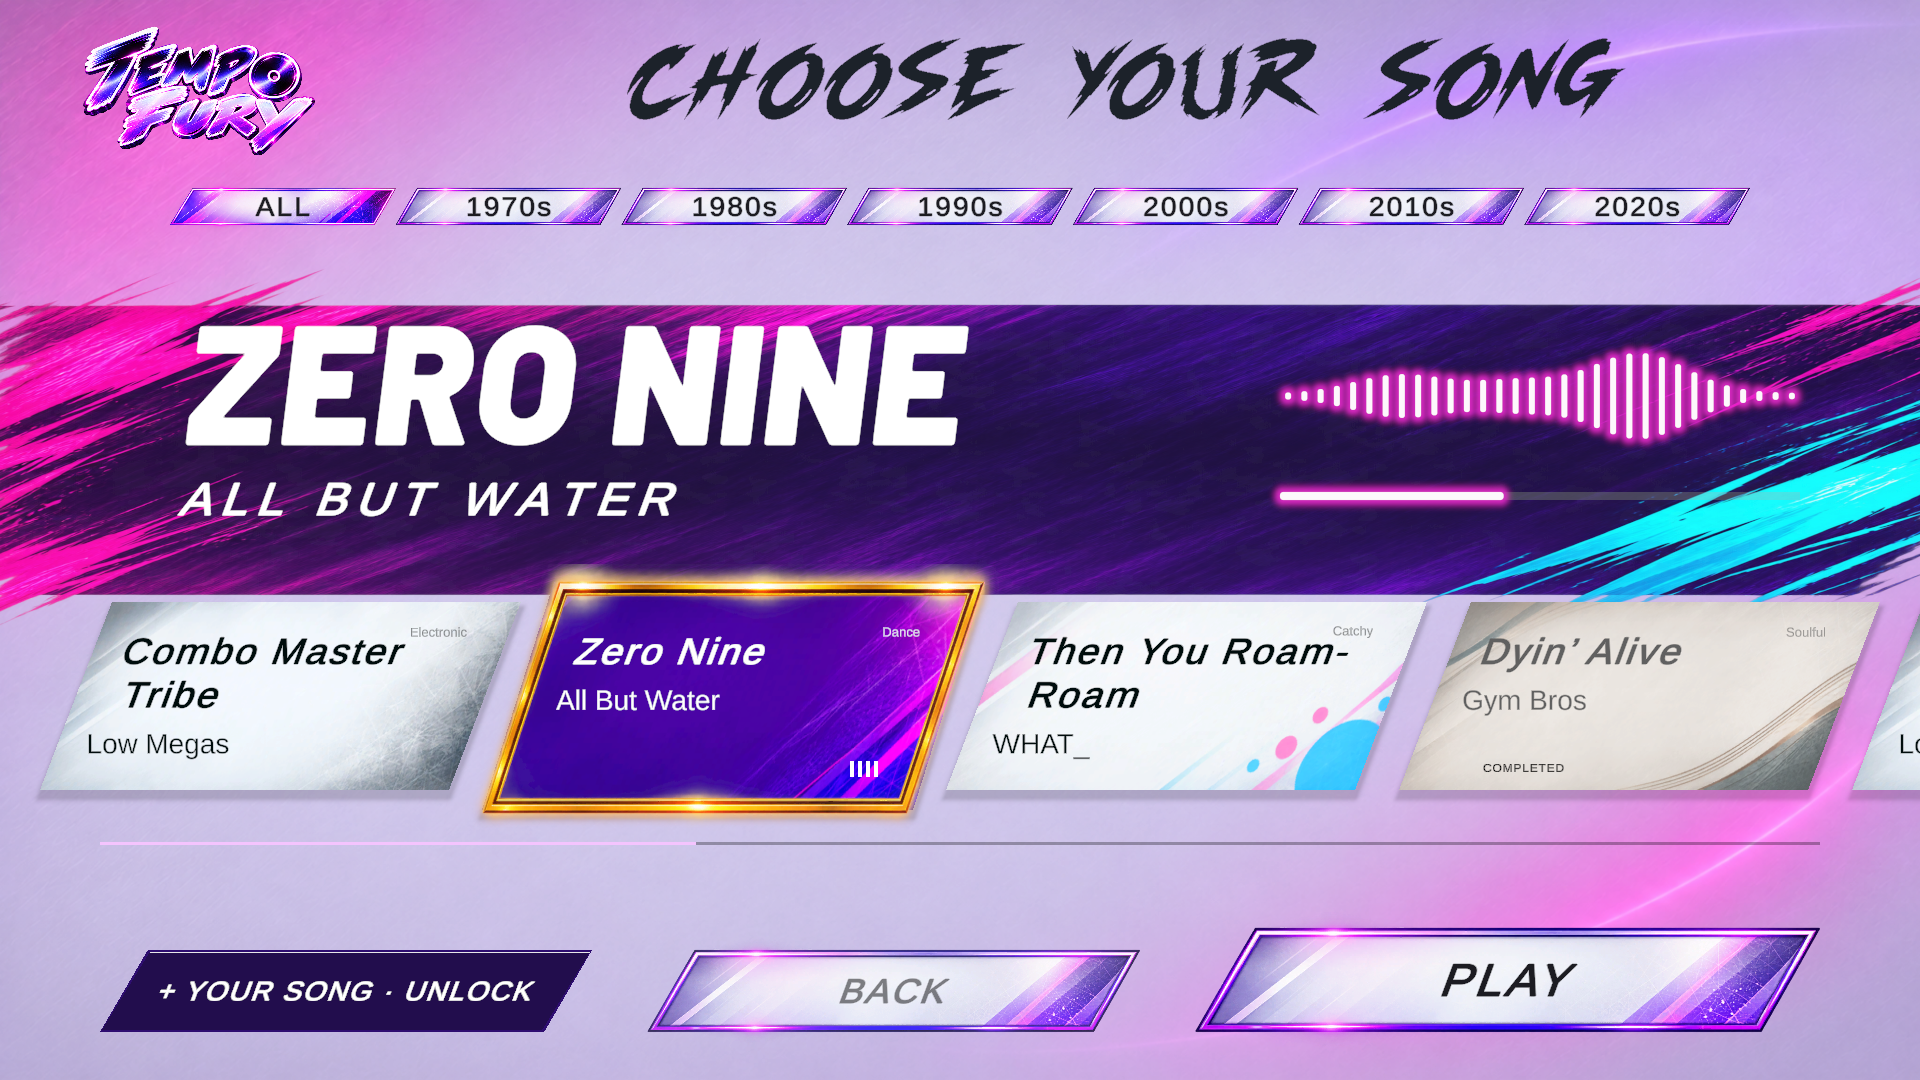 TEMPO
FURY
CHOOSE YOUR SONG
ALL
1970s
1980s
1990s
2000s
2010s
2020s
ZERO NINE
ALL BUT WATER
Electronic
Combo Master
Tribe
Low Megas
Dance
Zero Nine
All But Water
Catchy
Then You Roam-
Roam
WHAT_
Soulful
Dyin’ Alive
Gym Bros
COMPLETED
+ YOUR SONG · UNLOCK
BACK
PLAY